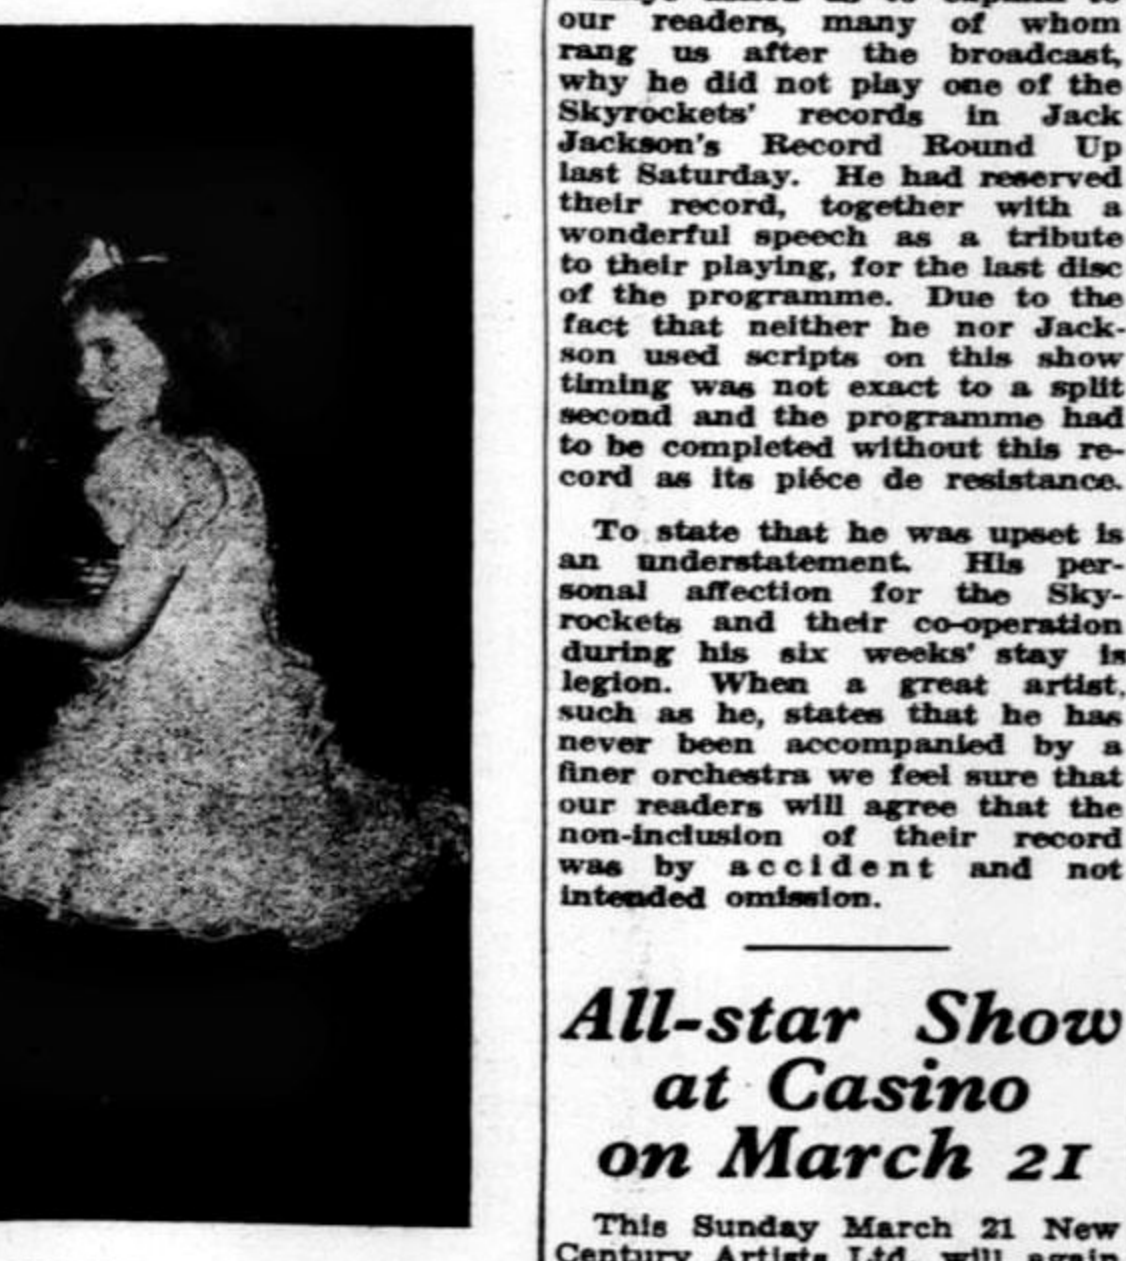 our readers, many of whom
rang us after the broadcast,
why he did not play one of the
Skyrockets' records in Jack
Jackson's Record Round Up
last Saturday. He had reserved
their record, together with a
wonderful speech as a tribute
to their playing, for the last disc
of the programme. Due to the
fact that neither he nor Jack-
son used scripts on this show
timing was not exact to a split
second and the programme had
to be completed without this re-
cord as its piéce de resistance.
To state that he was upset is
an understatement. His per-
sonal affection for the Sky-
rockets and their co-operation
during his six weeks' stay is
legion. When a great artist,
such as he, states that he has
never been accompanied by a
finer orchestra we feel sure that
our readers will agree that the
non-inclusion of their record
was by accident and not
intended omission.
All-star Show
at Casino
on March 21
This Sunday March 21 New
Century Artists Ltd. will again